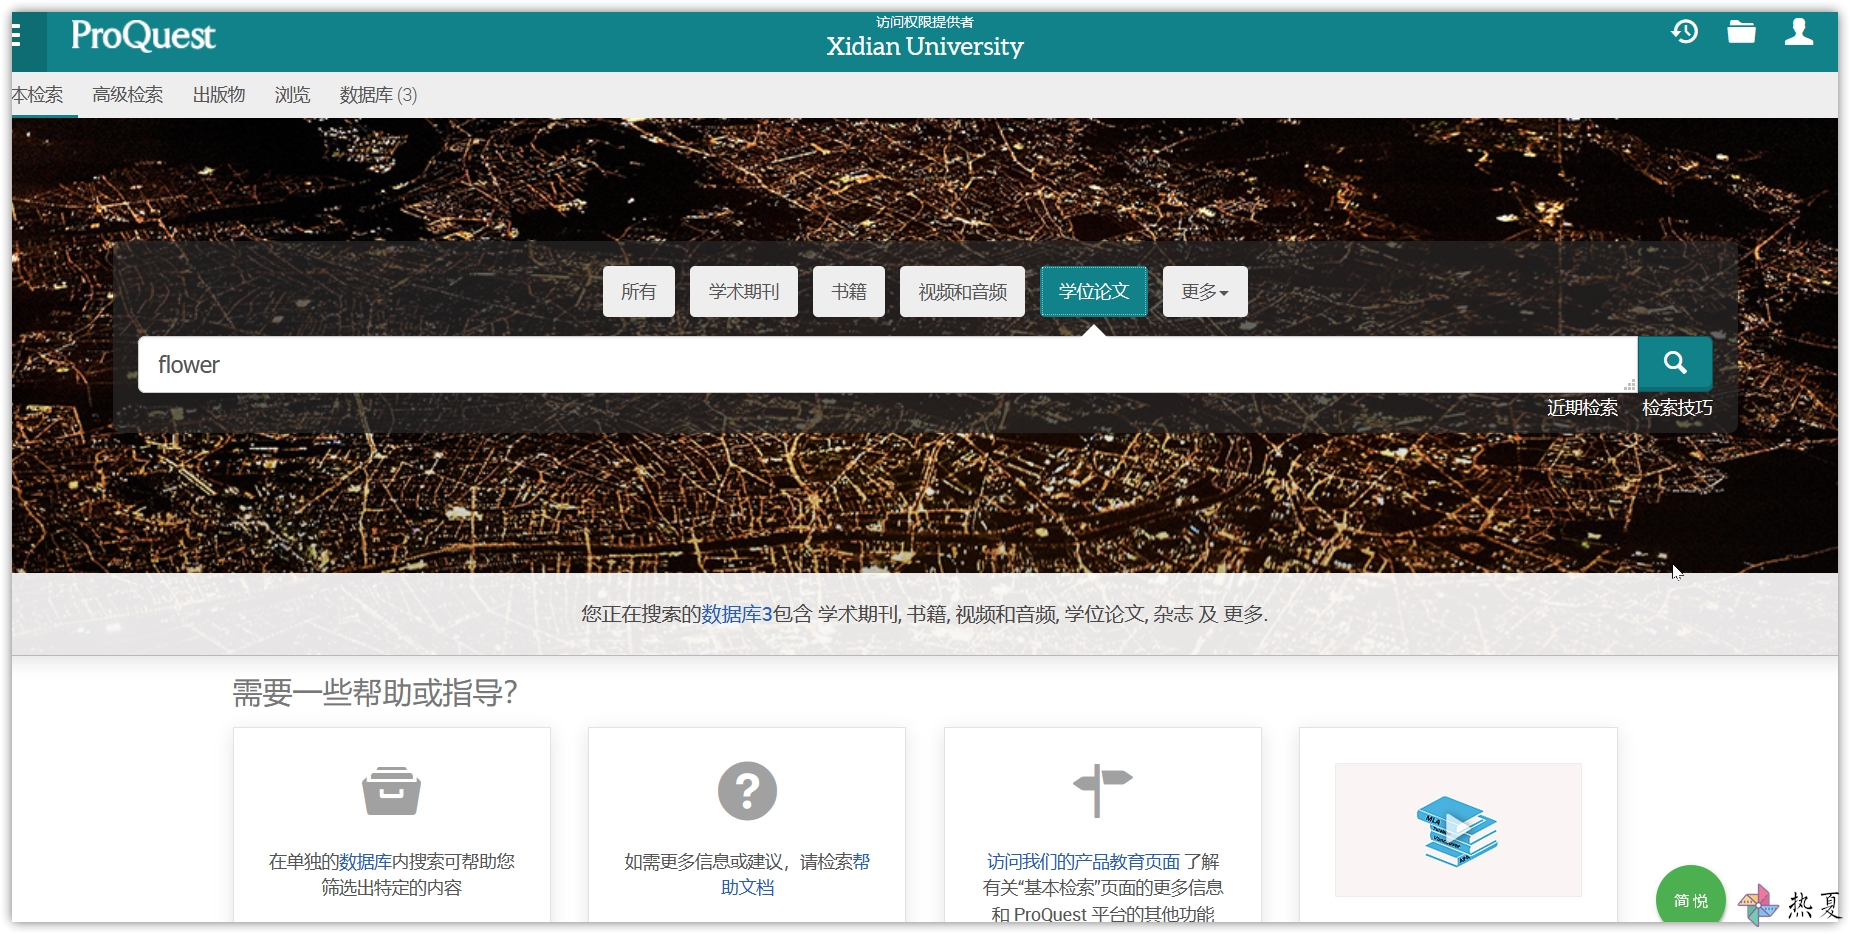 ProQuest
访问权限提供者
Xidian University
本检索 高级检索 出版物 浏览 数据库 (3)
所有 学术期刊 书籍 视频和音频 学位论文 更多
flower
近期检索 检索技巧
您正在搜索的数据库3包含 学术期刊, 书籍, 视频和音频, 学位论文, 杂志 及 更多.
需要一些帮助或指导?
在单独的数据库内搜索可帮助您
筛选出特定的内容
如需更多信息或建议，请检索帮
助文档
访问我们的产品教育页面 了解
有关“基本检索”页面的更多信息
和 ProQuest 平台的其他功能
MLA
APA
简悦
热夏